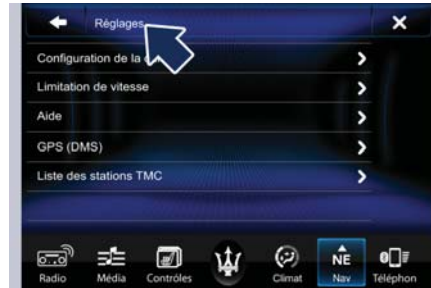 Réglages
Configuration de la
Limitation de vitesse
Aide
GPS (DMS)
Liste des stations TMC
Radio
Média
Contrôles
Climat
NE
Nav
Téléphon